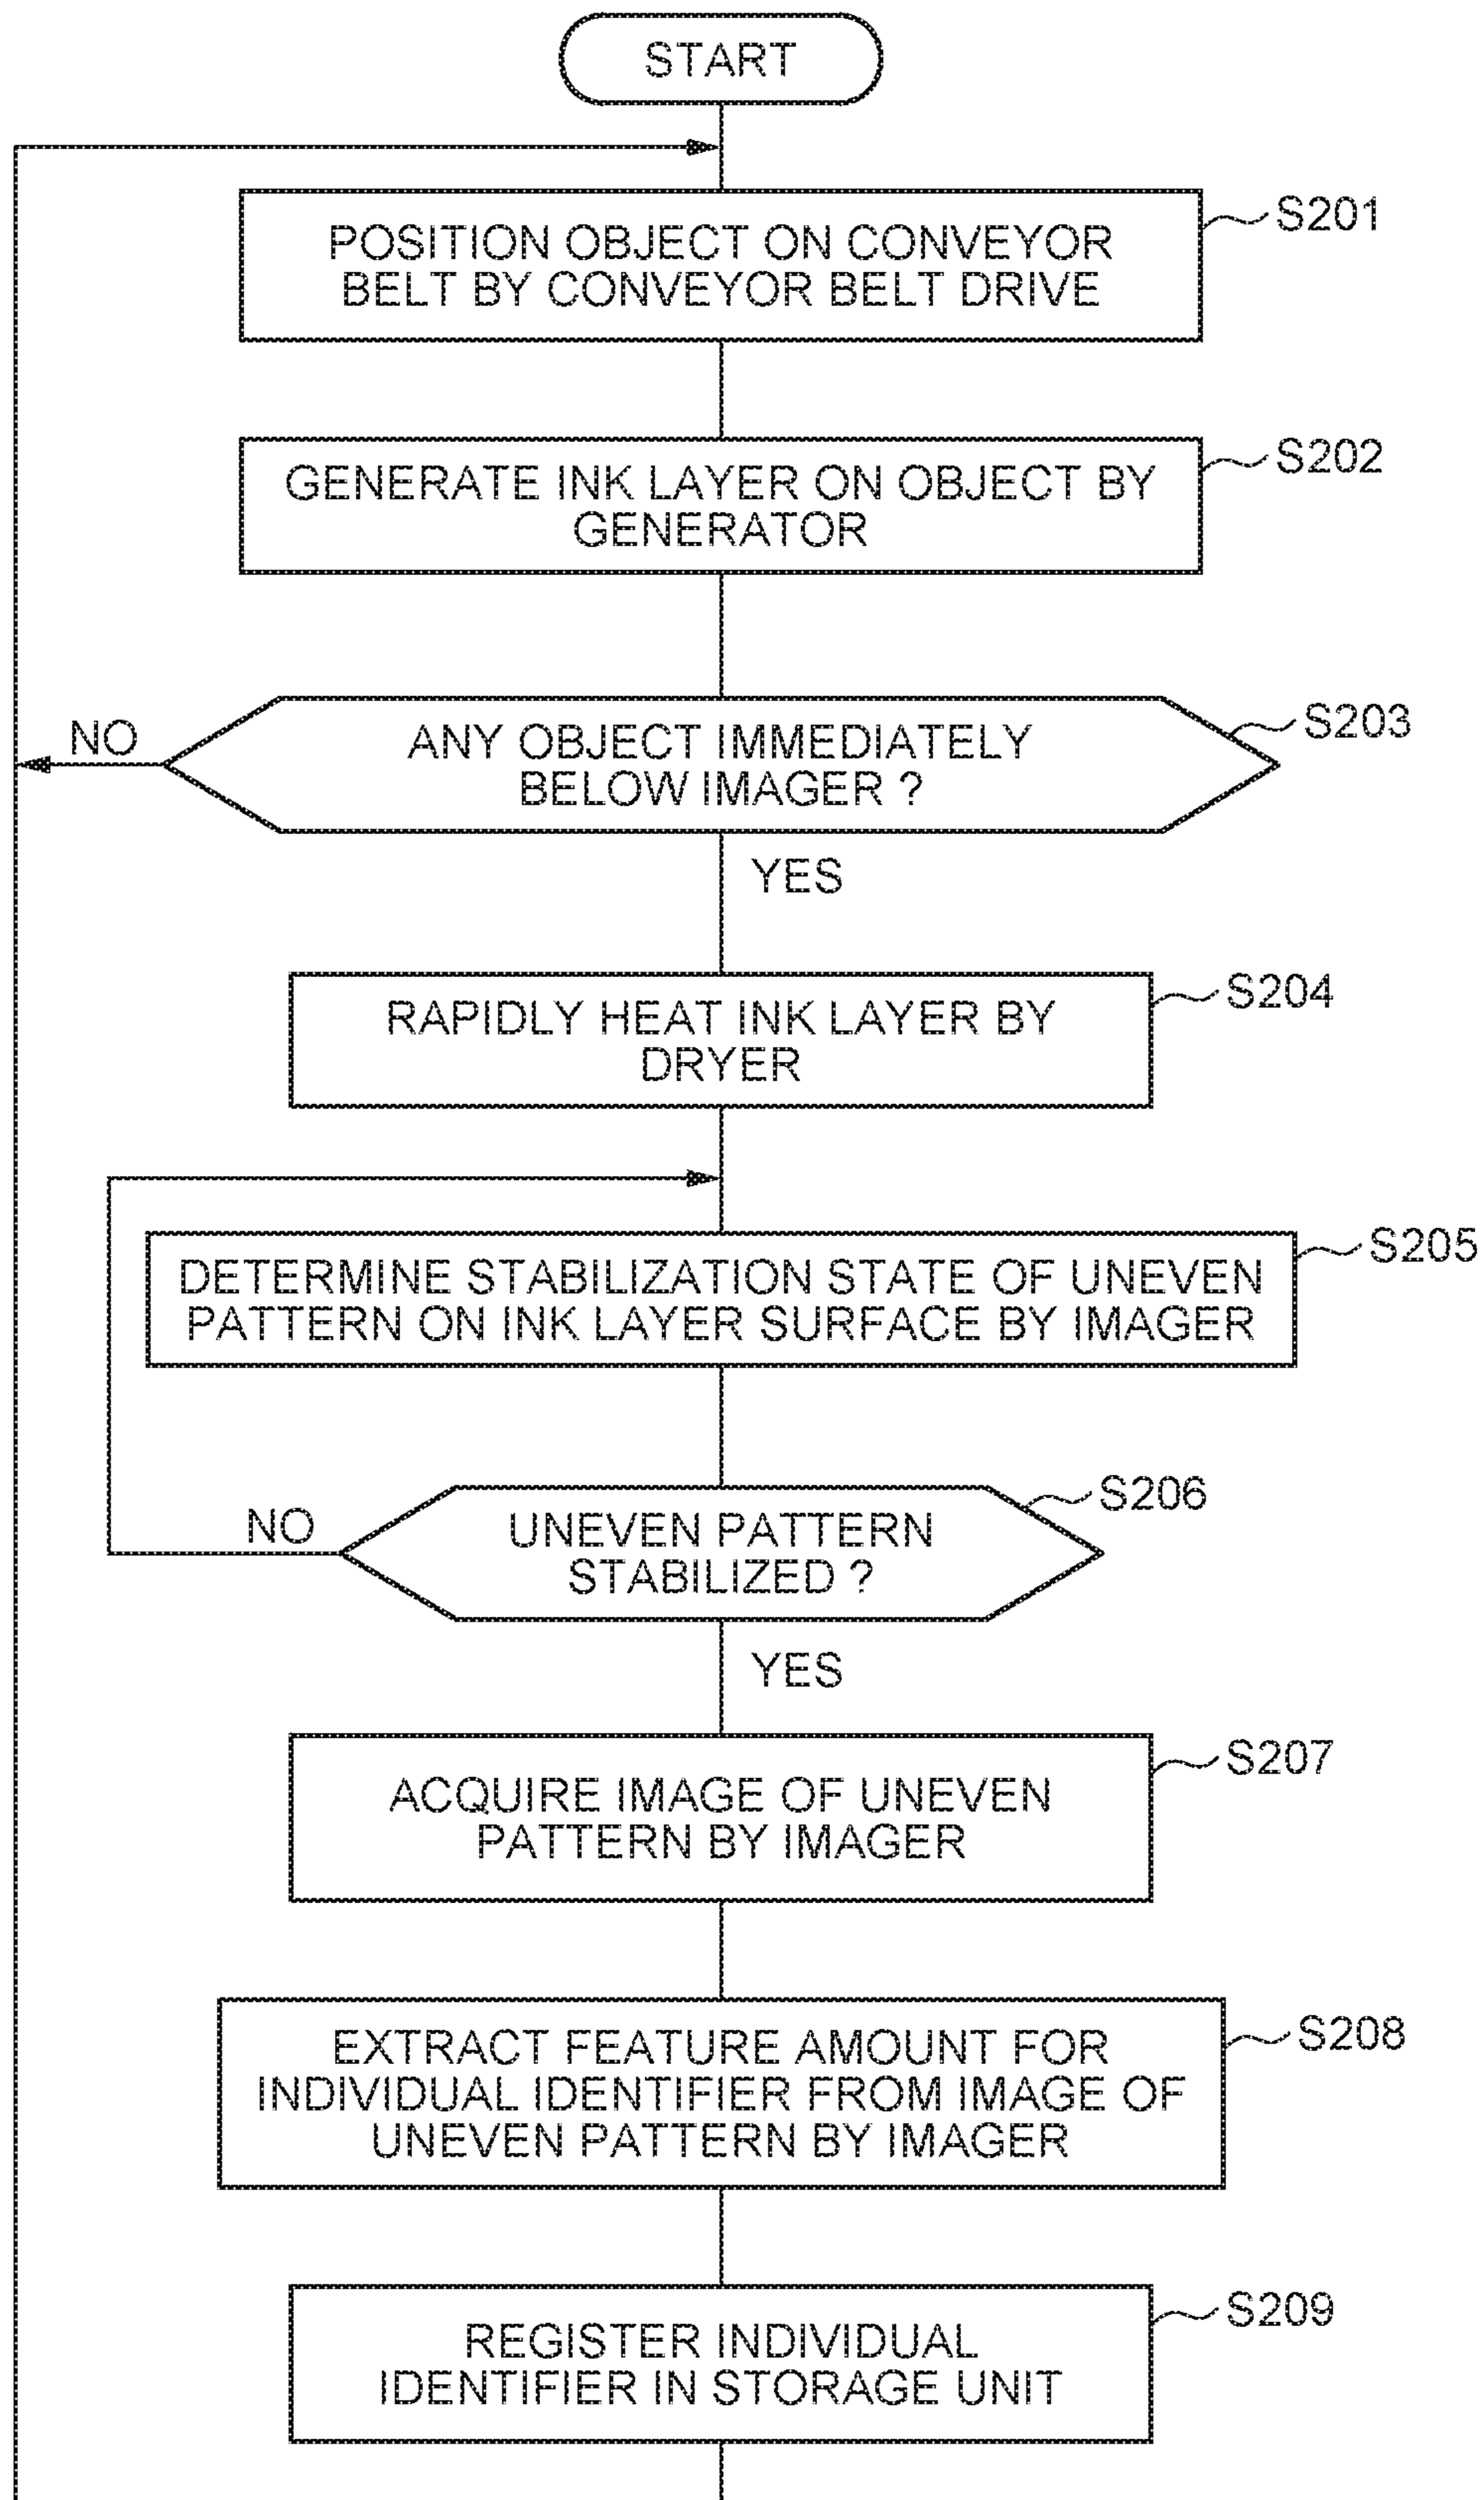 START
S201
POSITION OBJECT ON CONVEYOR
BELT BY CONVEYOR BELT DRIVE
S202
GENERATE INK LAYER ON OBJECT BY
GENERATOR
S203
NO
ANY OBJECT IMMEDIATELY
BELOW IMAGER ?
YES
S204
RAPIDLY HEAT INK LAYER BY
DRYER
S205
DETERMINE STABILIZATION STATE OF UNEVEN
PATTERN ON INK LAYER SURFACE BY IMAGER
S206
NO
UNEVEN PATTERN
STABILIZED ?
YES
S207
ACQUIRE IMAGE OF UNEVEN
PATTERN BY IMAGER
S208
EXTRACT FEATURE AMOUNT FOR
INDIVIDUAL IDENTIFIER FROM IMAGE OF
UNEVEN PATTERN BY IMAGER
S209
REGISTER INDIVIDUAL
IDENTIFIER IN STORAGE UNIT